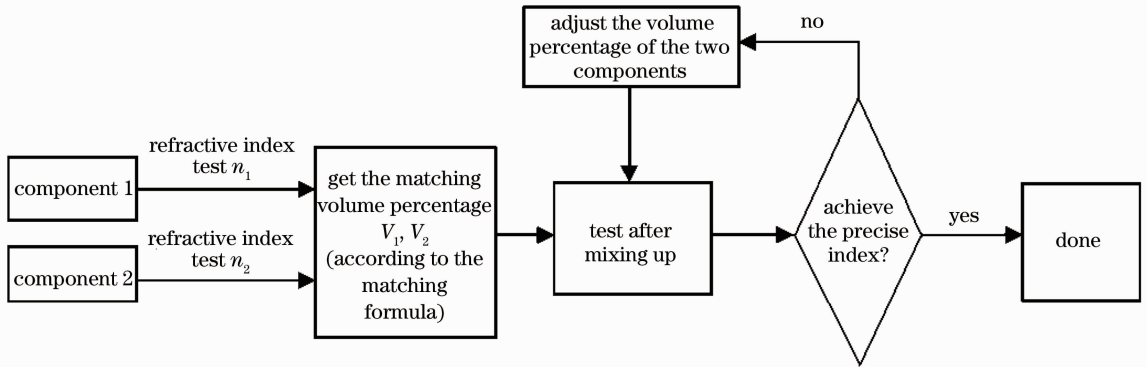 component 1
refractive index
test n₁
component 2
refractive index
test n₂
get the matching
volume percentage
V₁, V₂
(according to the
matching
formula)
adjust the volume
percentage of the two
components
test after
mixing up
achieve
the precise
index?
no
yes
done